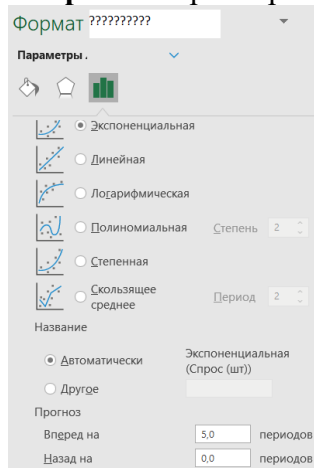 Формат ??????????
Параметры .
Экспоненциальная
Линейная
Логарифмическая
Полиномиальная Степень 2
Степенная
Скользящее
среднее Период 2
Название
Автоматически Экспоненциальная
(Спрос (шт))
Другое
Прогноз
Вперед на 5,0 периодов
Назад на 0,0 периодов